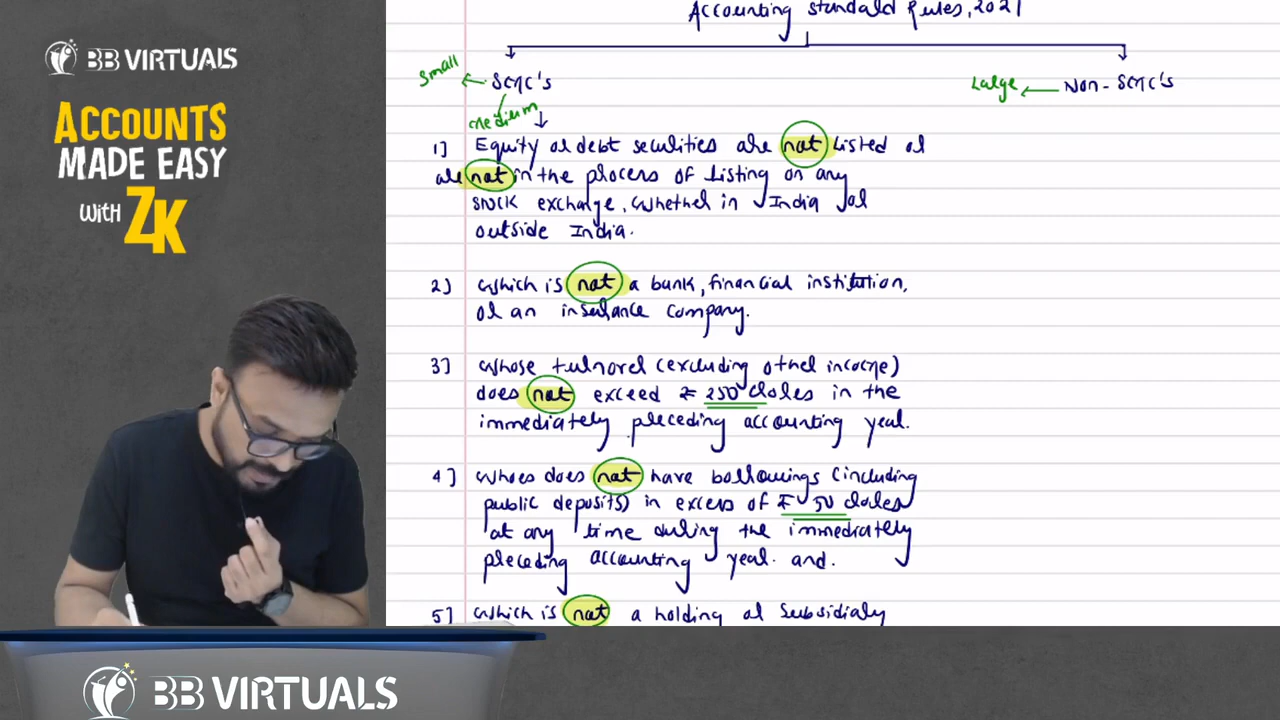 BB VIRTUALS
ACCOUNTS
MADE EASY
WITH ZK
Accounting Standard Rules, 2021
Small
SCMC's
medium
Large
Non-SCMC's
1] Equity or debt securities are not listed or
are not in the process of Listing on any
stock exchange, whether in India or
outside India.
2] Which is not a bank, financial institution,
or an insurance company.
3] Whose turnover (excluding other income)
does not exceed ₹ 250 crores in the
immediately preceding accounting year.
4] Whoes does not have borrowings (including
public deposits) in excess of ₹ 50 crores
at any time during the immediately
preceding accounting year. and.
5] Which is not a holding or subsidiary
BB VIRTUALS